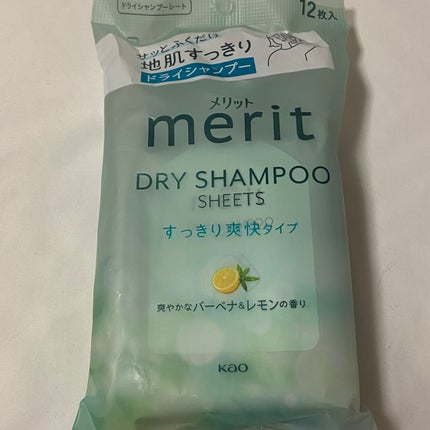 ドライシャンプーシート
12枚入
サッとふくだけ
地肌すっきり
ドライシャンプー
メリット
merit
DRY SHAMPOO
SHEETS
すっきり爽快タイプ
爽やかなバーベナ&レモンの香り
Kao